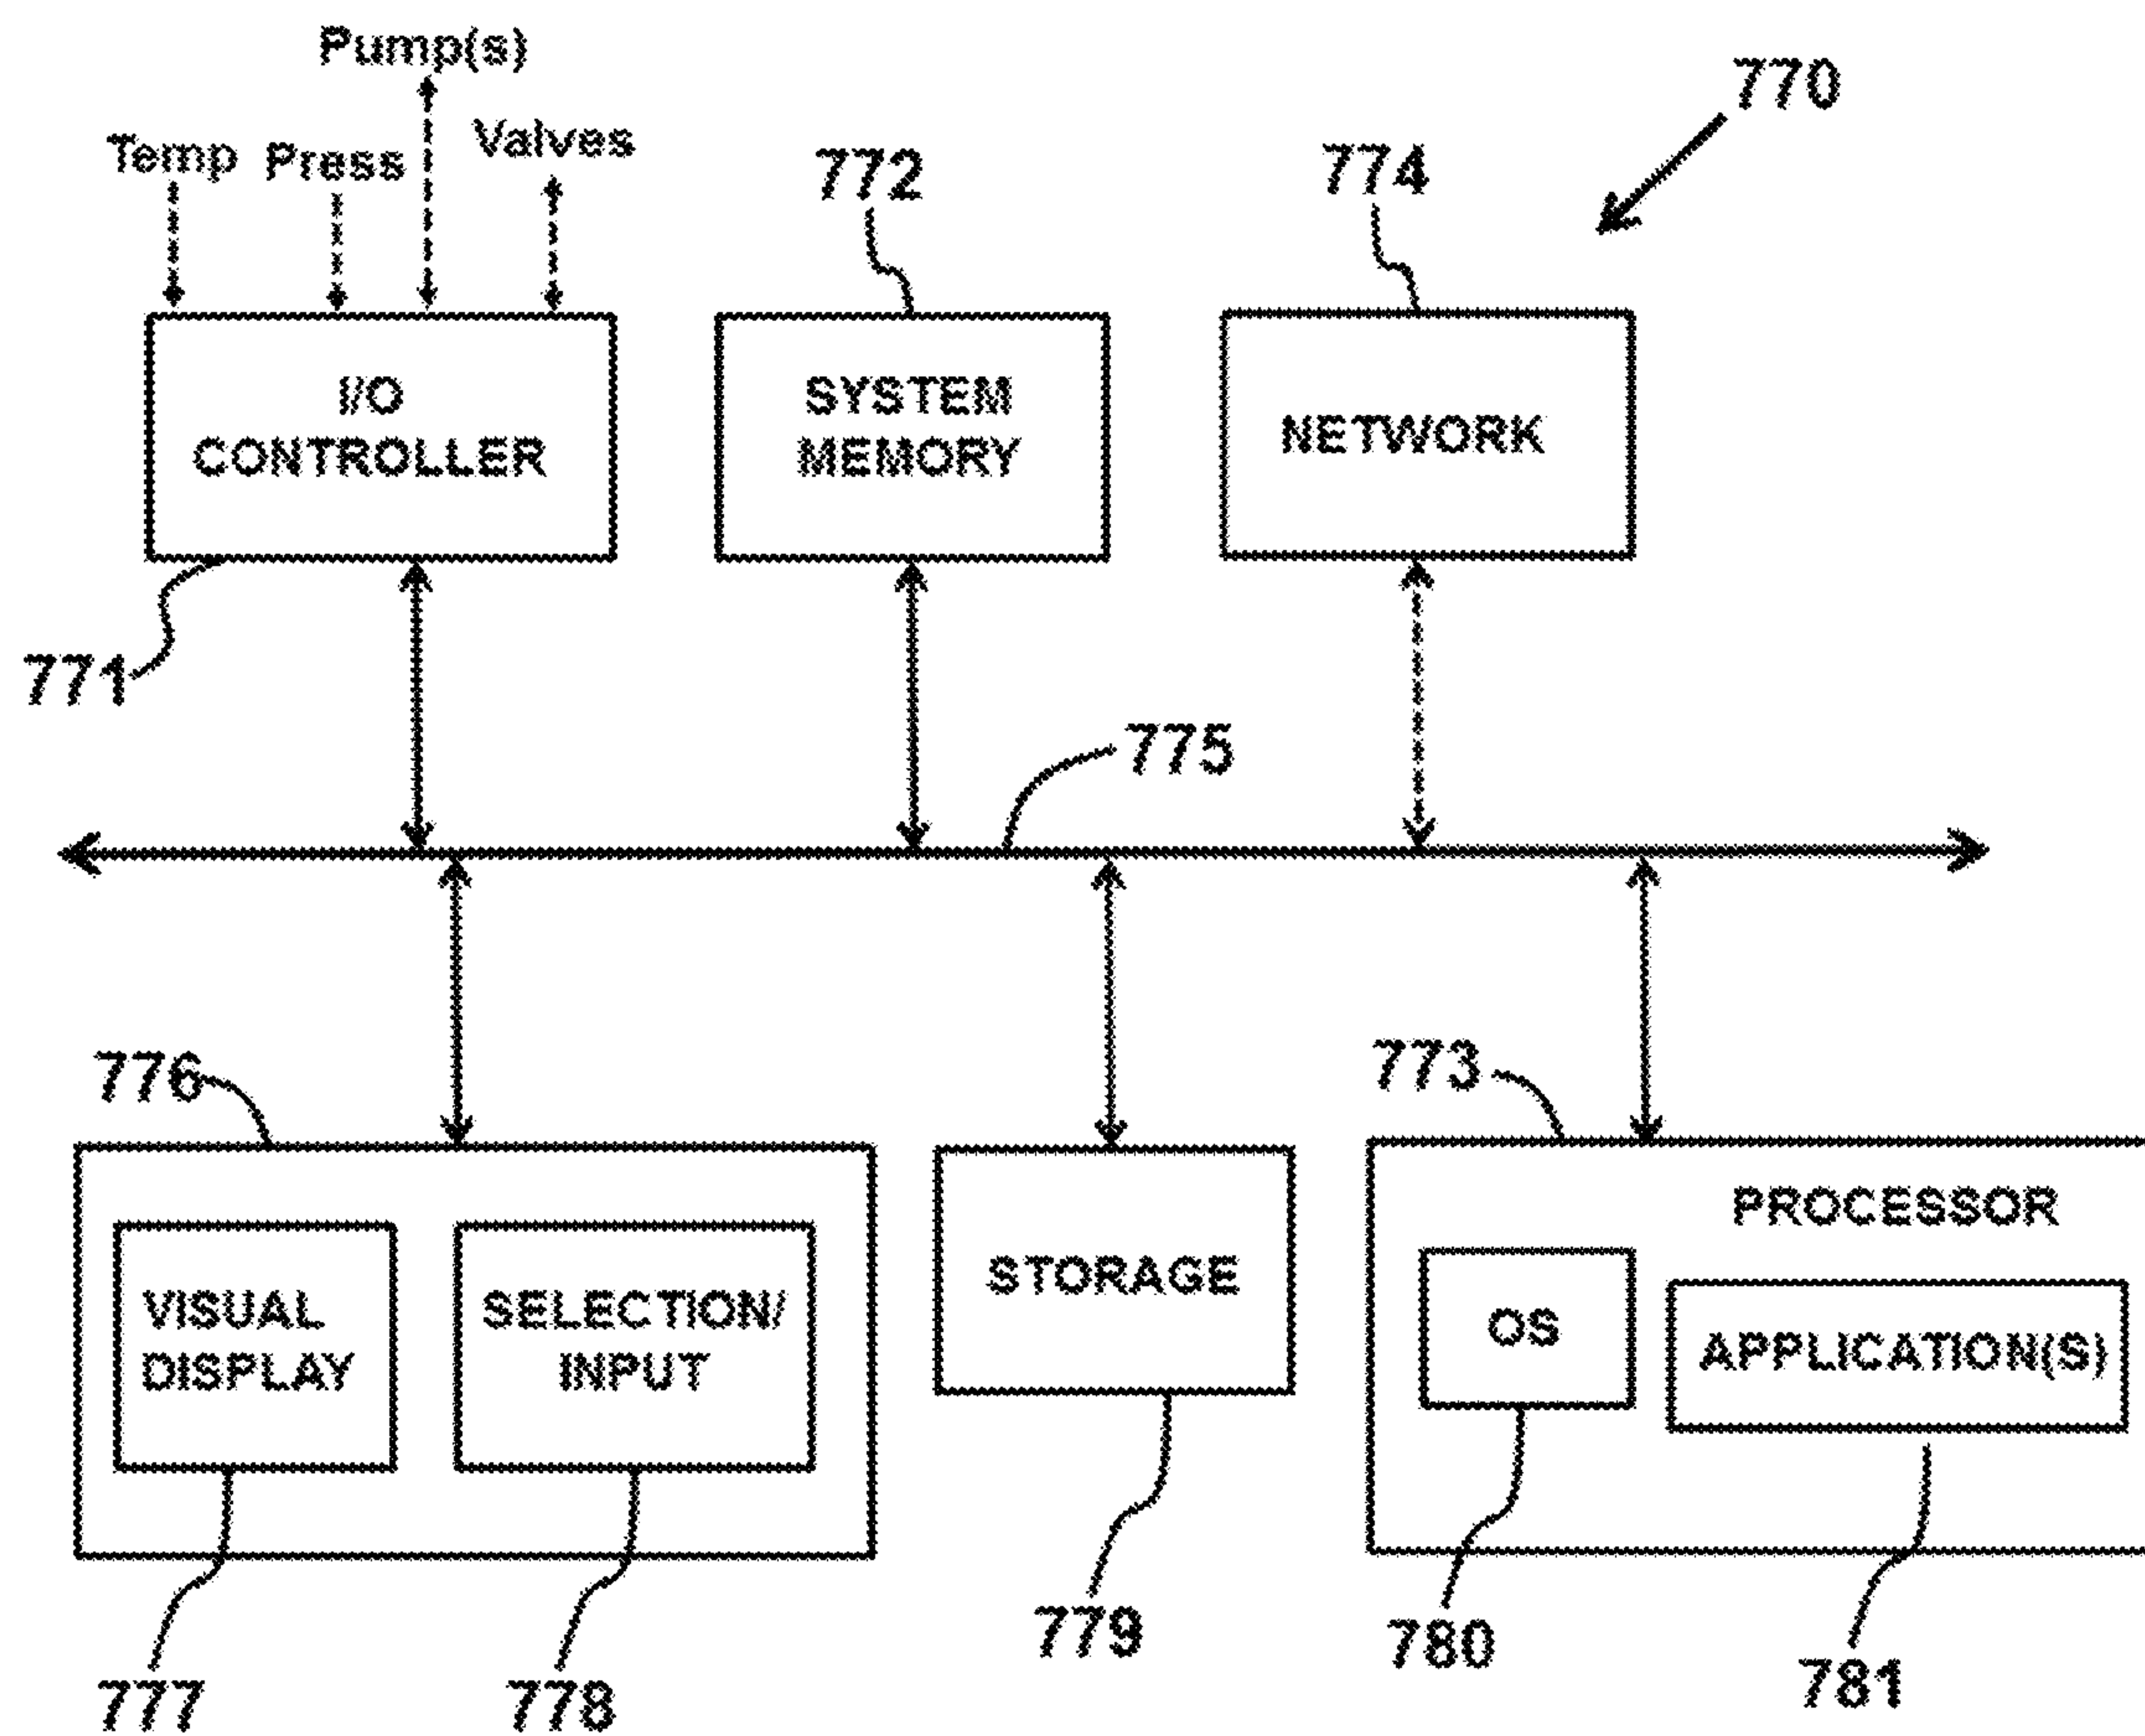 Pump(s)
770
Temp
Press
Valves
772
774
I/O
CONTROLLER
SYSTEM
MEMORY
NETWORK
771
775
776
773
PROCESSOR
VISUAL
DISPLAY
SELECTION/
INPUT
STORAGE
OS
APPLICATION(S)
779
780
781
777
778